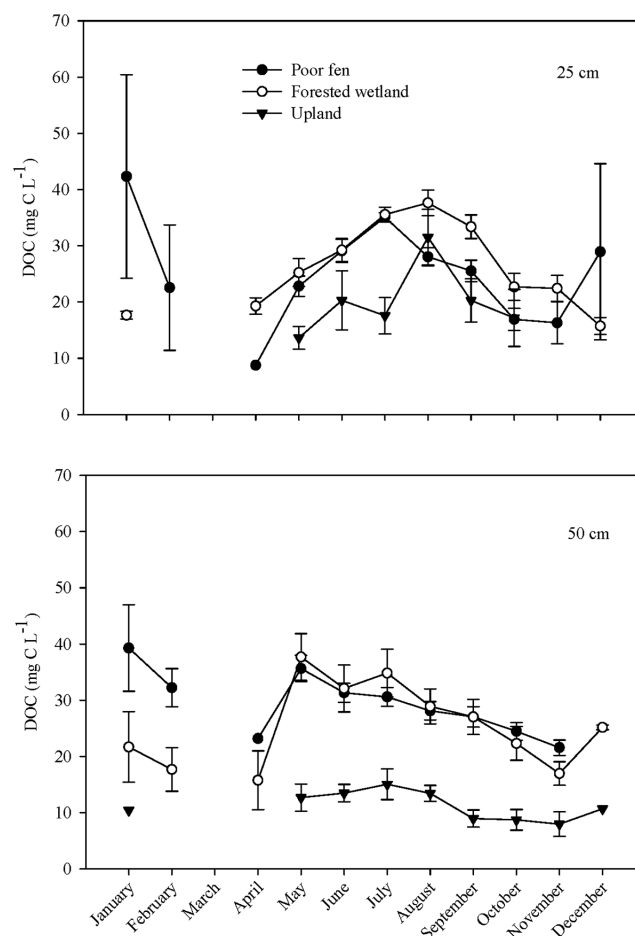 70
60
50
40
30
20
10
0
DOC (mg C L⁻¹)
Poor fen
Forested wetland
Upland
25 cm
70
60
50
40
30
20
10
0
DOC (mg C L⁻¹)
50 cm
January
February
March
April
May
June
July
August
September
October
November
December